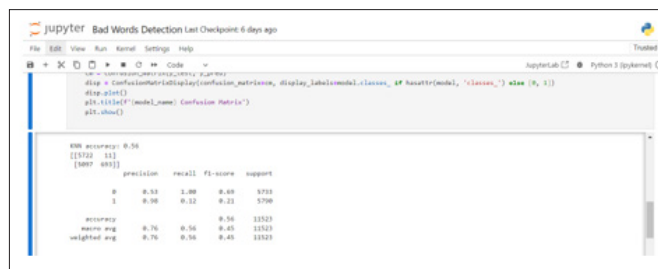 jupyter Bad Words Detection Last Checkpoint: 6 days ago
File Edit View Run Kernel Settings Help Trusted
Code JupyterLab Python 3 (ipykernel)
cm = confusion_matrix(y_test, y_pred)
disp = ConfusionMatrixDisplay(confusion_matrix=cm, display_labels=model.classes_ if hasattr(model, 'classes_') else [0, 1])
disp.plot()
plt.title(f"{model_name} Confusion Matrix")
plt.show()
KNN accuracy: 0.56
[[5722 11]
[5097 693]]
precision recall f1-score support
0 0.53 1.00 0.69 5733
1 0.98 0.12 0.21 5790
accuracy 0.56 11523
macro avg 0.76 0.56 0.45 11523
weighted avg 0.76 0.56 0.45 11523